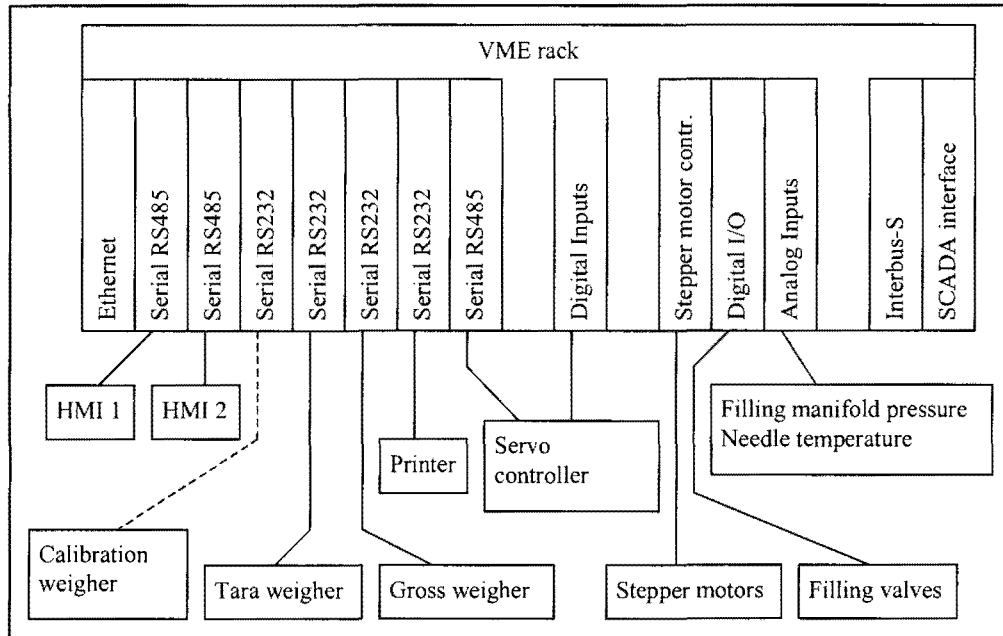 VME rack
Ethernet
Serial RS485
Serial RS485
Serial RS232
Serial RS232
Serial RS232
Serial RS232
Serial RS485
Digital Inputs
Stepper motor contr.
Digital I/O
Analog Inputs
Interbus-S
SCADA interface
HMI 1
HMI 2
Printer
Servo
controller
Filling manifold pressure
Needle temperature
Calibration
weigher
Tara weigher
Gross weigher
Stepper motors
Filling valves